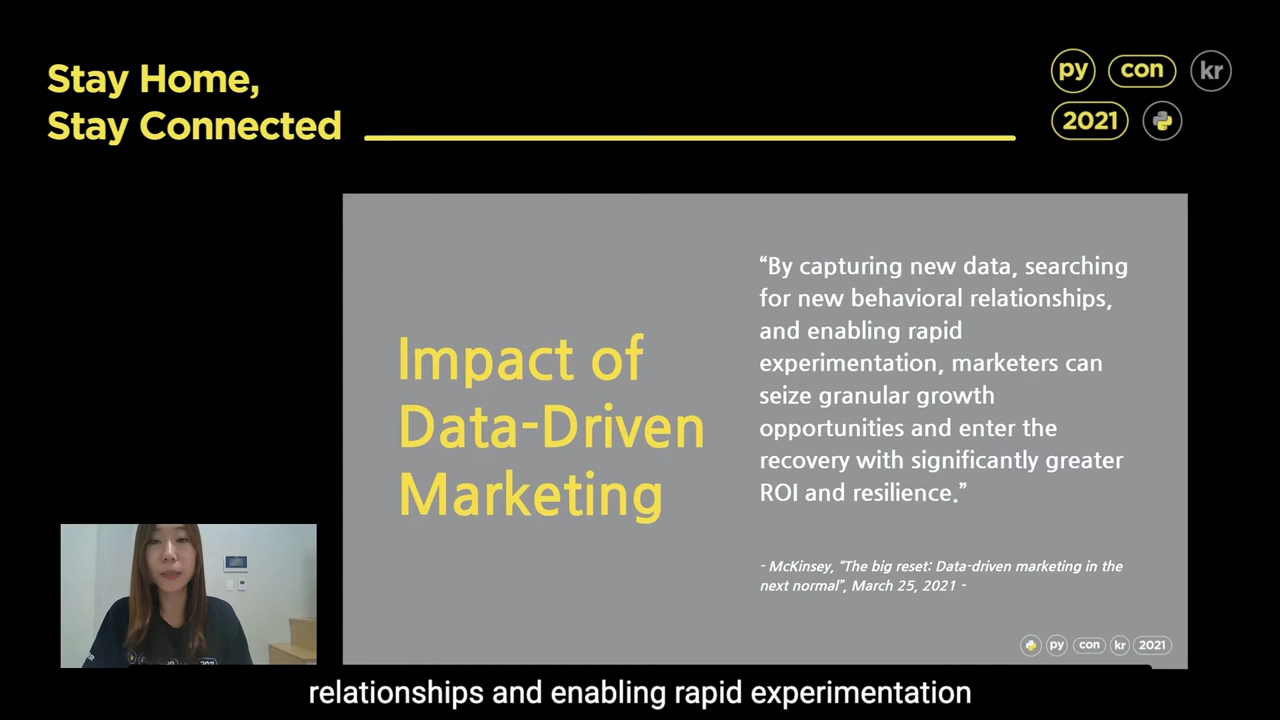 Stay Home,
Stay Connected
py con kr
2021
Impact of
Data-Driven
Marketing
“By capturing new data, searching
for new behavioral relationships,
and enabling rapid
experimentation, marketers can
seize granular growth
opportunities and enter the
recovery with significantly greater
ROI and resilience.”
- McKinsey, “The big reset: Data-driven marketing in the
next normal”, March 25, 2021 -
py con kr 2021
relationships and enabling rapid experimentation